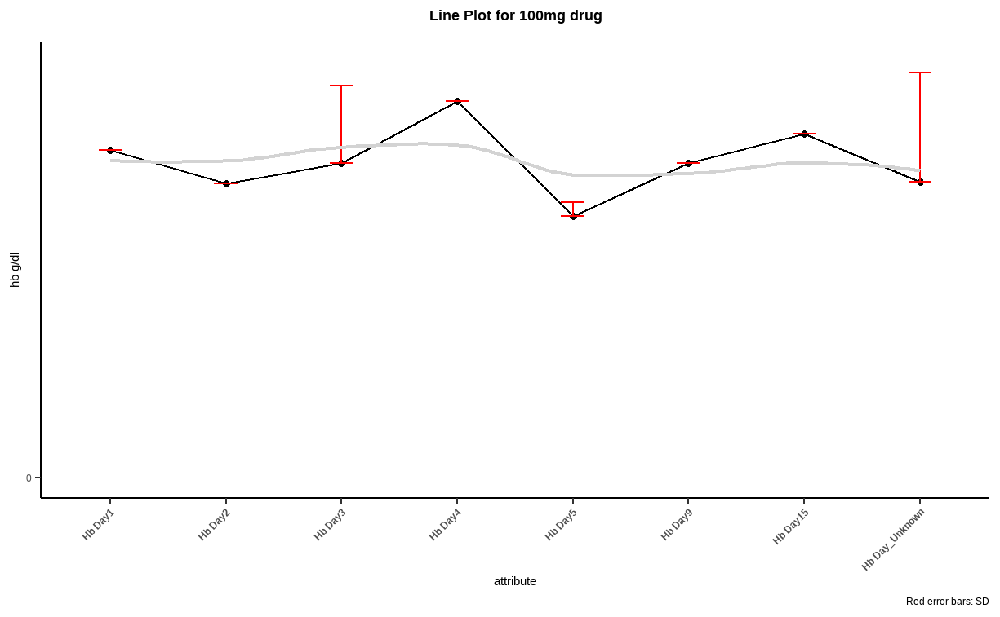 Line Plot for 100mg drug
hb g/dl
0
Hb Day1
Hb Day2
Hb Day3
Hb Day4
Hb Day5
Hb Day9
Hb Day15
Hb Day_Unknown
attribute
Red error bars: SD